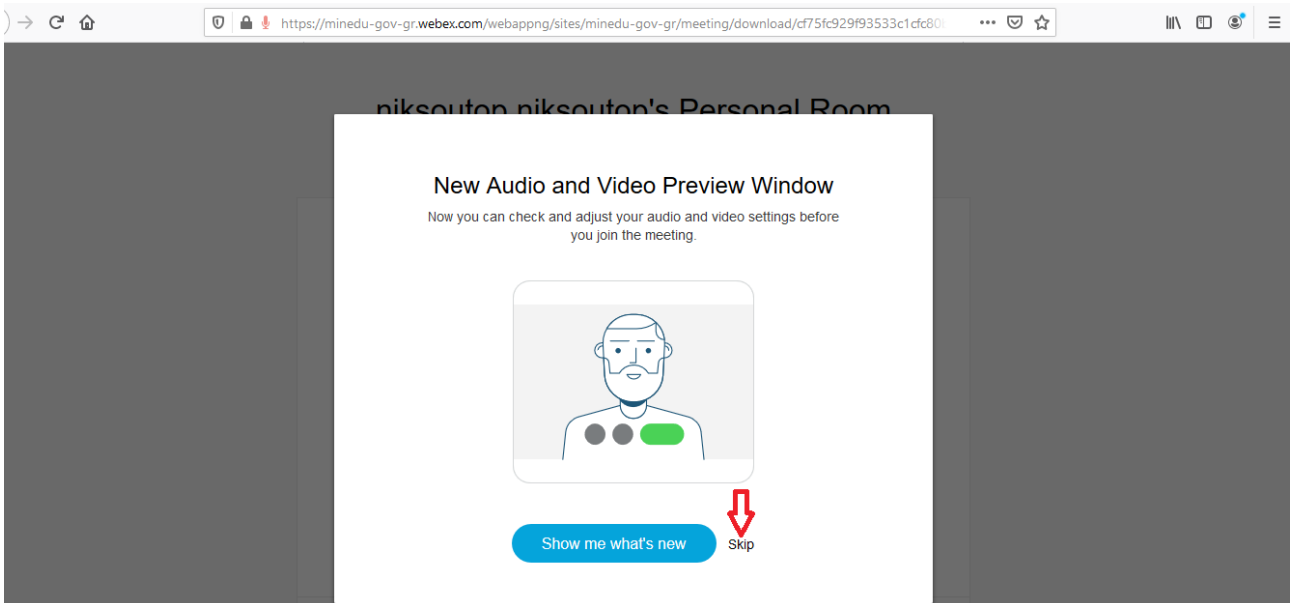 https://minedu-gov-gr.webex.com/webappng/sites/minedu-gov-gr/meeting/download/cf75fc929f93533c1cfc80
niksoutop niksoutop's Personal Room
New Audio and Video Preview Window
Now you can check and adjust your audio and video settings before
you join the meeting.
Show me what's new
Skip